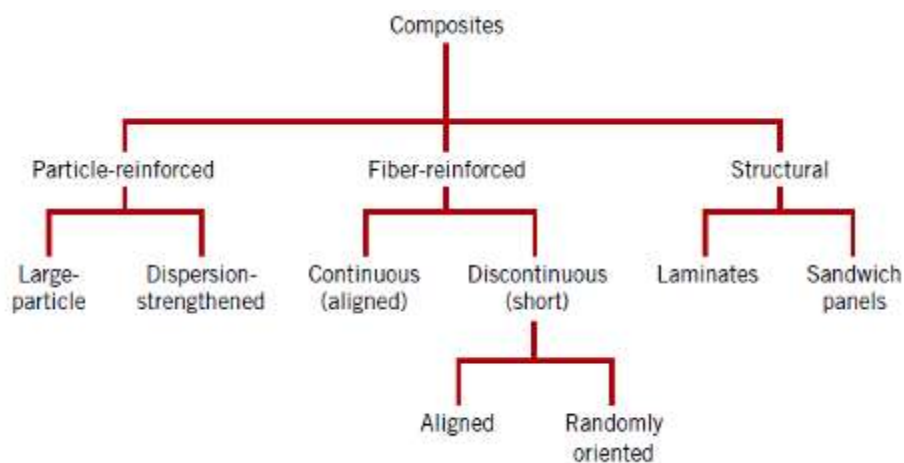 Composites
Particle-reinforced
Fiber-reinforced
Structural
Large-
particle
Dispersion-
strengthened
Continuous
(aligned)
Discontinuous
(short)
Laminates
Sandwich
panels
Aligned
Randomly
oriented